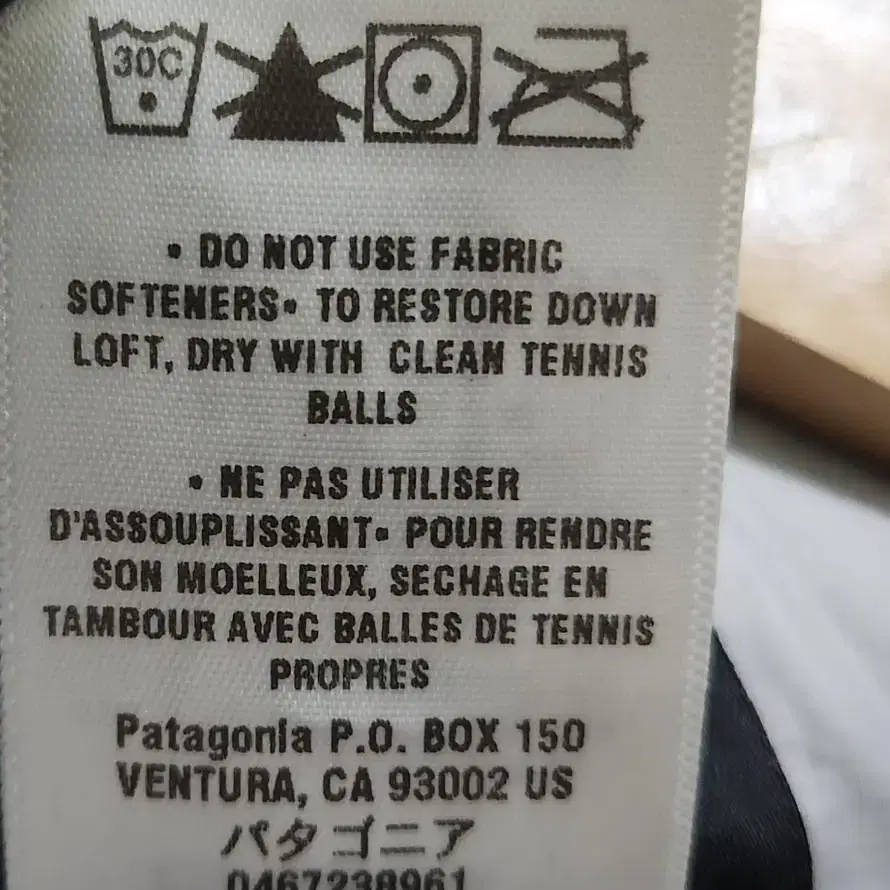 30C
• DO NOT USE FABRIC
SOFTENERS• TO RESTORE DOWN
LOFT, DRY WITH CLEAN TENNIS
BALLS
• NE PAS UTILISER
D'ASSOUPLISSANT• POUR RENDRE
SON MOELLEUX, SECHAGE EN
TAMBOUR AVEC BALLES DE TENNIS
PROPRES
Patagonia P.O. BOX 150
VENTURA, CA 93002 US
パタゴニア
0467238961